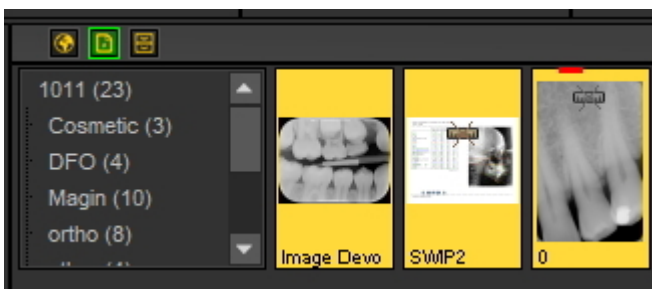 1011 (23)
Cosmetic (3)
DFO (4)
Magin (10)
ortho (8)
Image Devo
SWIP2
0